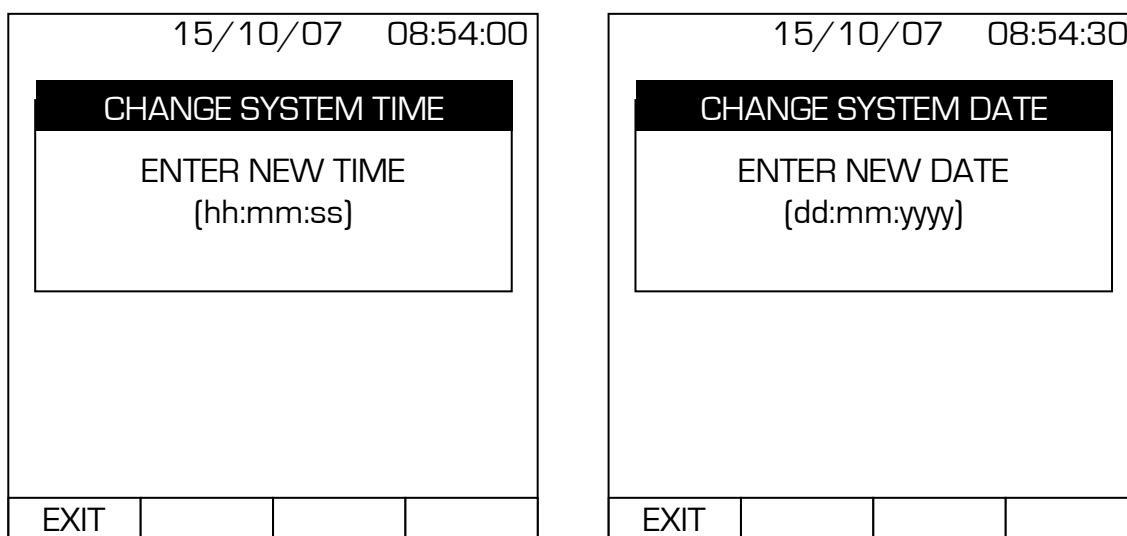 15/10/07 08:54:00
CHANGE SYSTEM TIME
ENTER NEW TIME
(hh:mm:ss)
EXIT
15/10/07 08:54:30
CHANGE SYSTEM DATE
ENTER NEW DATE
(dd:mm:yyyy)
EXIT